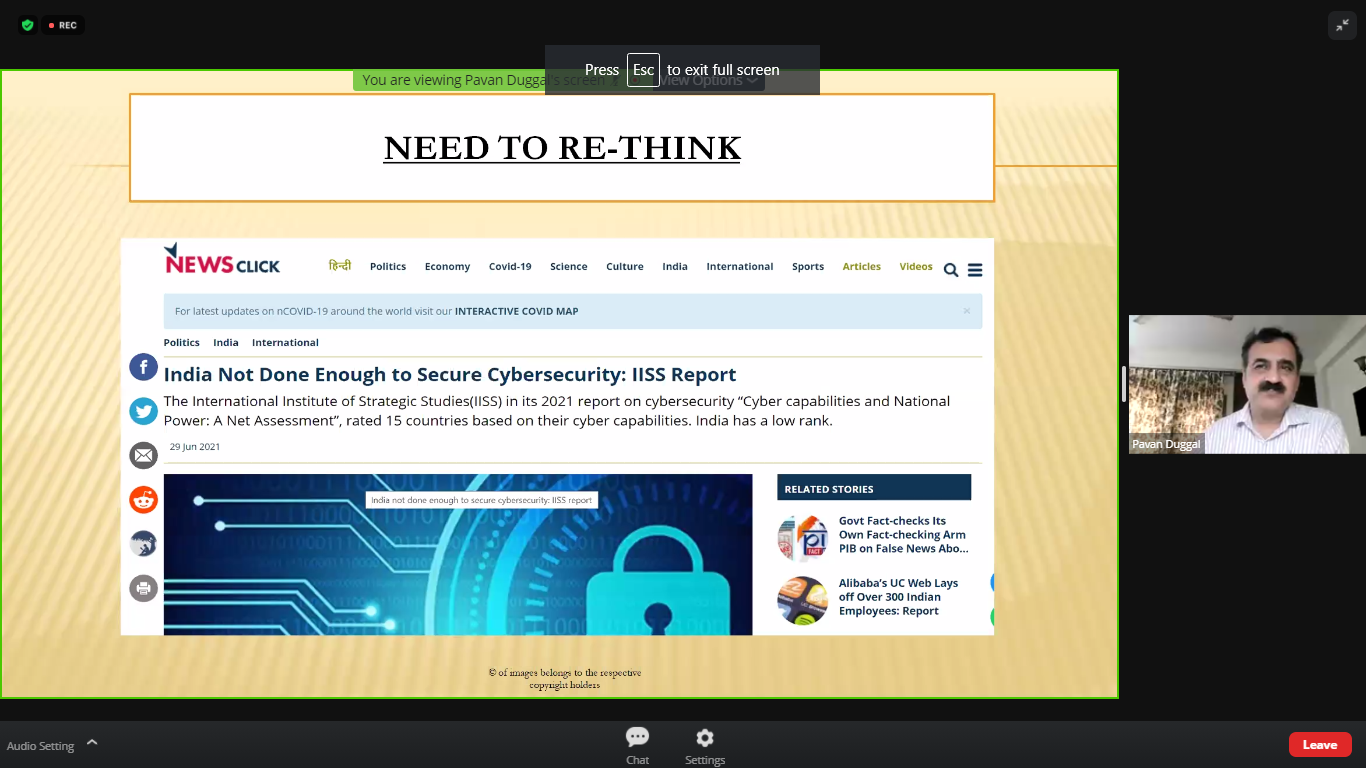 REC
Press Esc to exit full screen
You are viewing Pavan Duggal's screen
View Options
NEED TO RE-THINK
NEWS CLICK
हिन्दी Politics Economy Covid-19 Science Culture India International Sports Articles Videos
For latest updates on nCOVID-19 around the world visit our INTERACTIVE COVID MAP ×
Politics India International
India Not Done Enough to Secure Cybersecurity: IISS Report
The International Institute of Strategic Studies(IISS) in its 2021 report on cybersecurity “Cyber capabilities and National
Power: A Net Assessment”, rated 15 countries based on their cyber capabilities. India has a low rank.
29 Jun 2021
India not done enough to secure cybersecurity: IISS report
RELATED STORIES
Govt Fact-checks Its
Own Fact-checking Arm
PIB on False News Abo...
Alibaba’s UC Web Lays
off Over 300 Indian
Employees: Report
© of images belongs to the respective
copyright holders
Pavan Duggal
Audio Setting
Chat
Settings
Leave